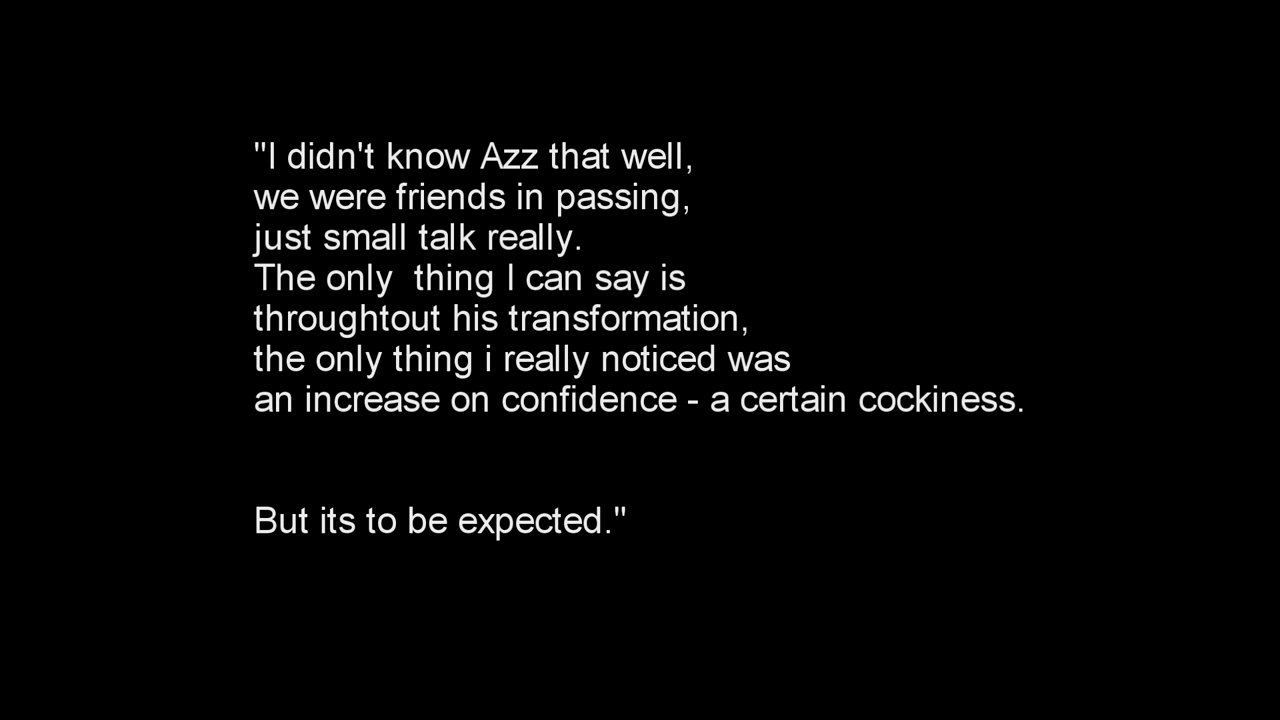 "I didn't know Azz that well,
we were friends in passing,
just small talk really.
The only  thing I can say is
throughtout his transformation,
the only thing i really noticed was
an increase on confidence - a certain cockiness.
But its to be expected."